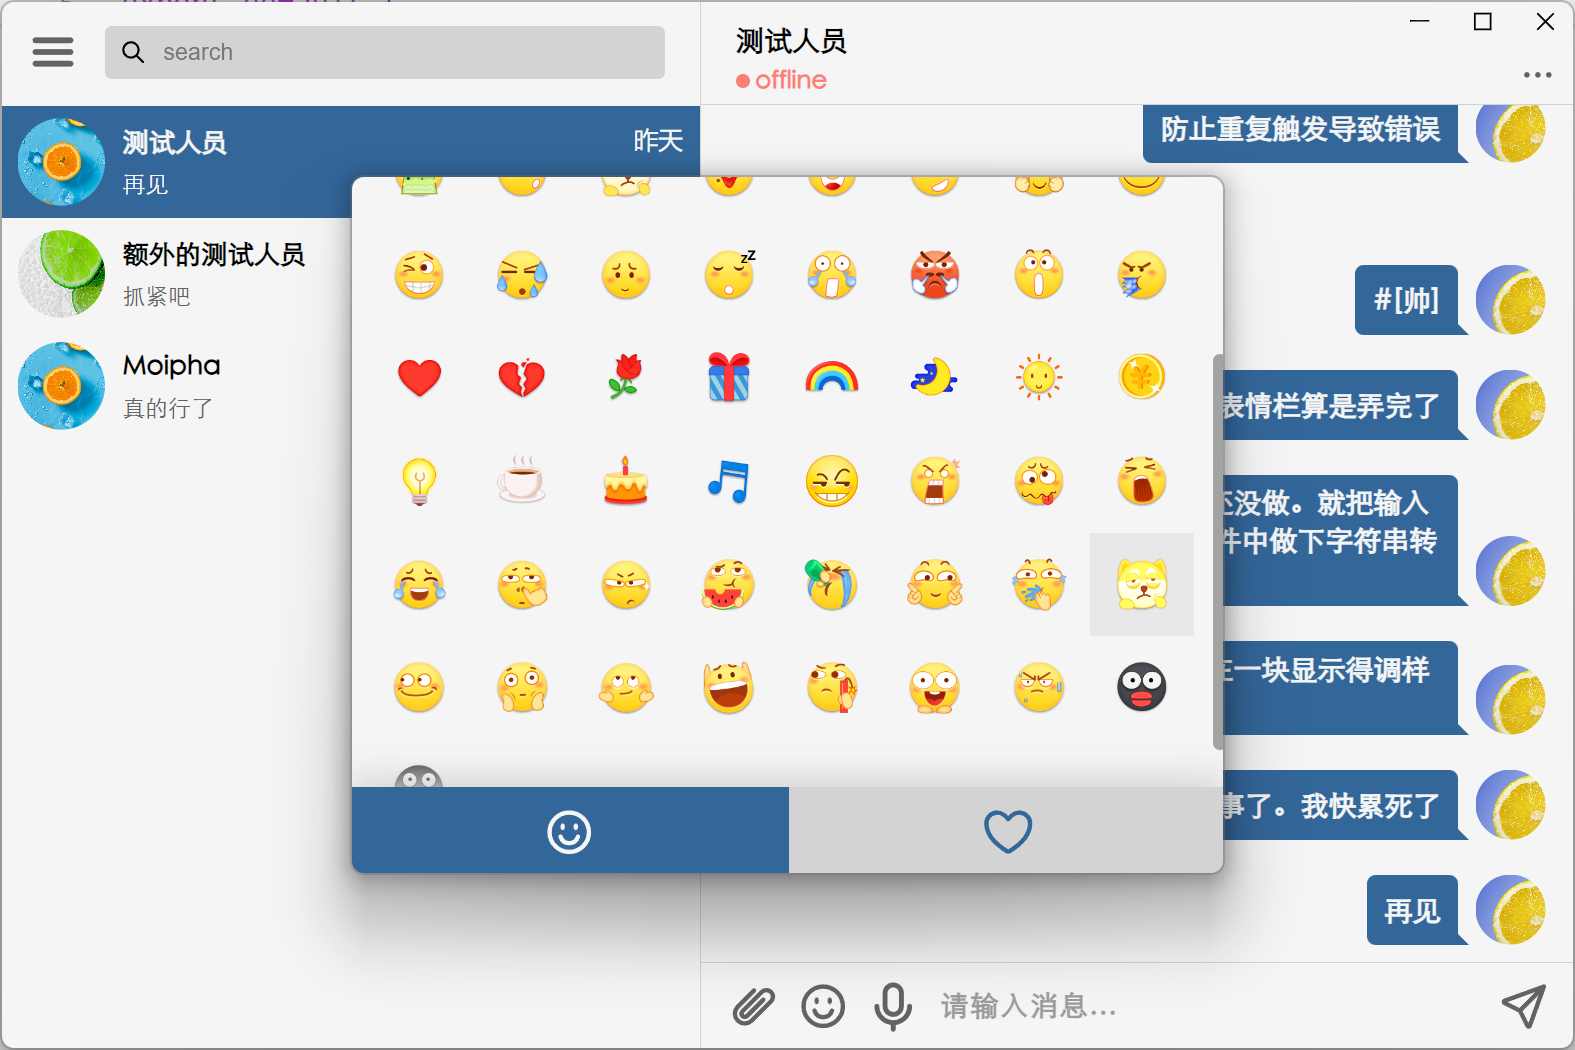 search
测试人员
昨天
再见
额外的测试人员
抓紧吧
Moipha
真的行了
测试人员
offline
防止重复触发导致错误
#[帅]
表情栏算是弄完了
没做。就把输入
件中做下字符串转
一块显示得调样
事了。我快累死了
再见
zz
请输入消息...